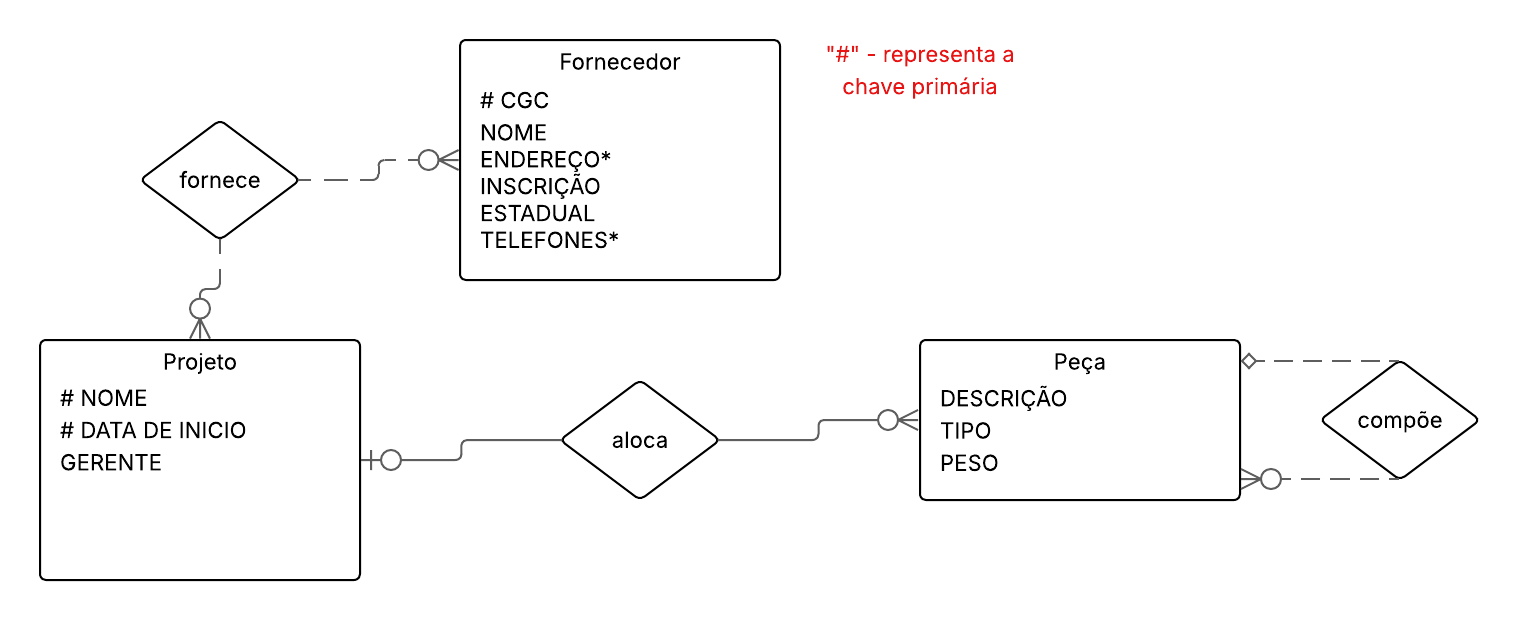 Fornecedor
# CGC
NOME
ENDEREÇO*
INSCRIÇÃO
ESTADUAL
TELEFONES*
"#" - representa a
chave primária
fornece
Projeto
# NOME
# DATA DE INICIO
GERENTE
aloca
Peça
DESCRIÇÃO
TIPO
PESO
compõe